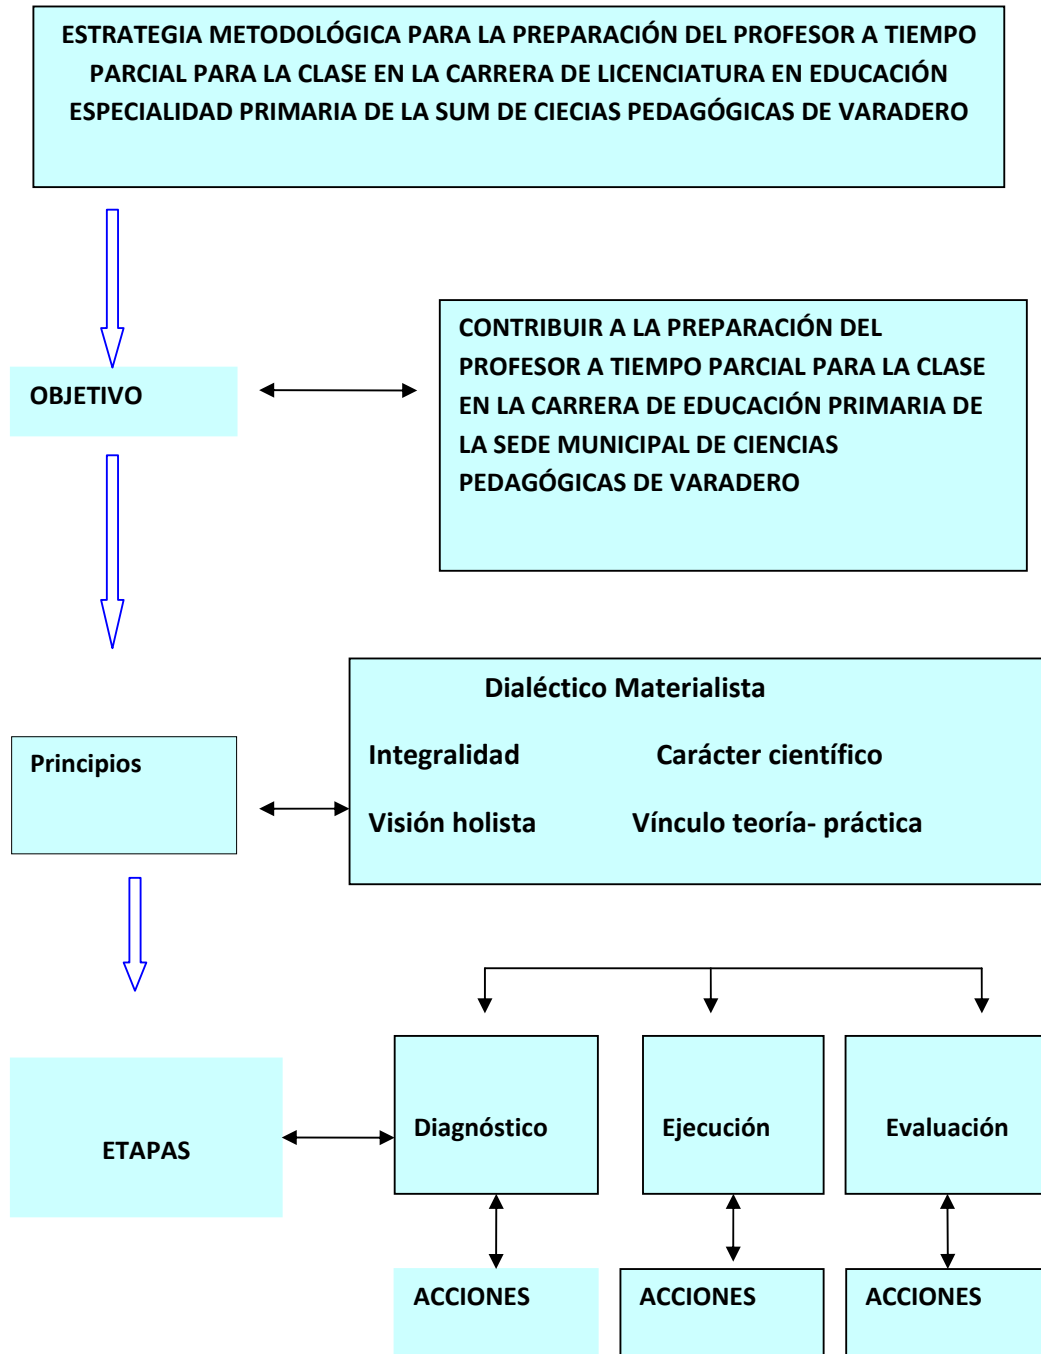 ESTRATEGIA METODOLÓGICA PARA LA PREPARACIÓN DEL PROFESOR A TIEMPO
PARCIAL PARA LA CLASE EN LA CARRERA DE LICENCIATURA EN EDUCACIÓN
ESPECIALIDAD PRIMARIA DE LA SUM DE CIECIAS PEDAGÓGICAS DE VARADERO
OBJETIVO
CONTRIBUIR A LA PREPARACIÓN DEL
PROFESOR A TIEMPO PARCIAL PARA LA CLASE
EN LA CARRERA DE EDUCACIÓN PRIMARIA DE
LA SEDE MUNICIPAL DE CIENCIAS
PEDAGÓGICAS DE VARADERO
Principios
Dialéctico Materialista
Integralidad Carácter científico
Visión holista Vínculo teoría- práctica
ETAPAS
Diagnóstico Ejecución Evaluación
ACCIONES ACCIONES ACCIONES